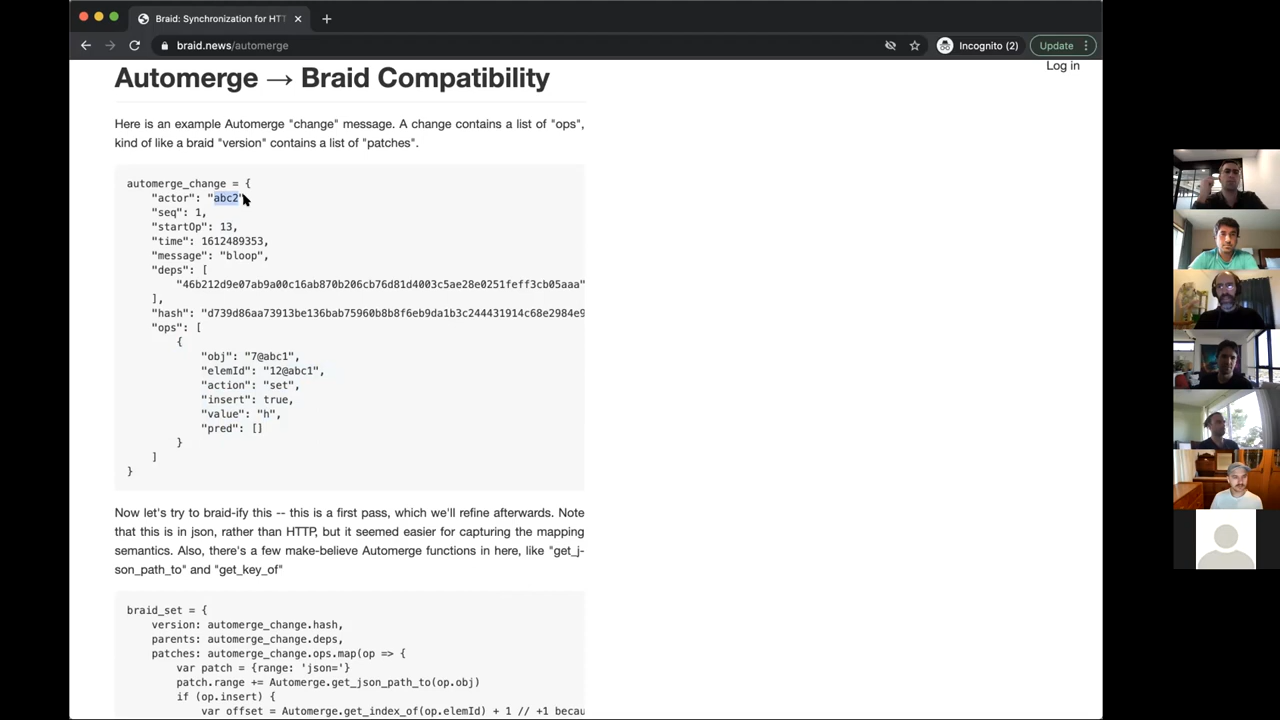 Braid: Synchronization for HTT
braid.news/automerge
Incognito (2)
Update
Log in
Automerge → Braid Compatibility
Here is an example Automerge "change" message. A change contains a list of "ops",
kind of like a braid "version" contains a list of "patches".
automerge_change = {
    "actor": "abc2"
    "seq": 1,
    "startOp": 13,
    "time": 1612489353,
    "message": "bloop",
    "deps": [
        "46b212d9e07ab9a00c16ab870b206cb76d81d4003c5ae28e0251feff3cb05aaa"
    ],
    "hash": "d739d86aa73913be136bab75960b8b8f6eb9da1b3c244431914c68e2984e9
    "ops": [
        {
            "obj": "7@abc1",
            "elemId": "12@abc1",
            "action": "set",
            "insert": true,
            "value": "h",
            "pred": []
        }
    ]
}
Now let's try to braid-ify this -- this is a first pass, which we'll refine afterwards. Note
that this is in json, rather than HTTP, but it seemed easier for capturing the mapping
semantics. Also, there's a few make-believe Automerge functions in here, like "get_j-
son_path_to" and "get_key_of"
braid_set = {
    version: automerge_change.hash,
    parents: automerge_change.deps,
    patches: automerge_change.ops.map(op => {
        var patch = {range: 'json='}
        patch.range += Automerge.get_json_path_to(op.obj)
        if (op.insert) {
            var offset = Automerge.get_index_of(op.elemId) + 1 // +1 becau